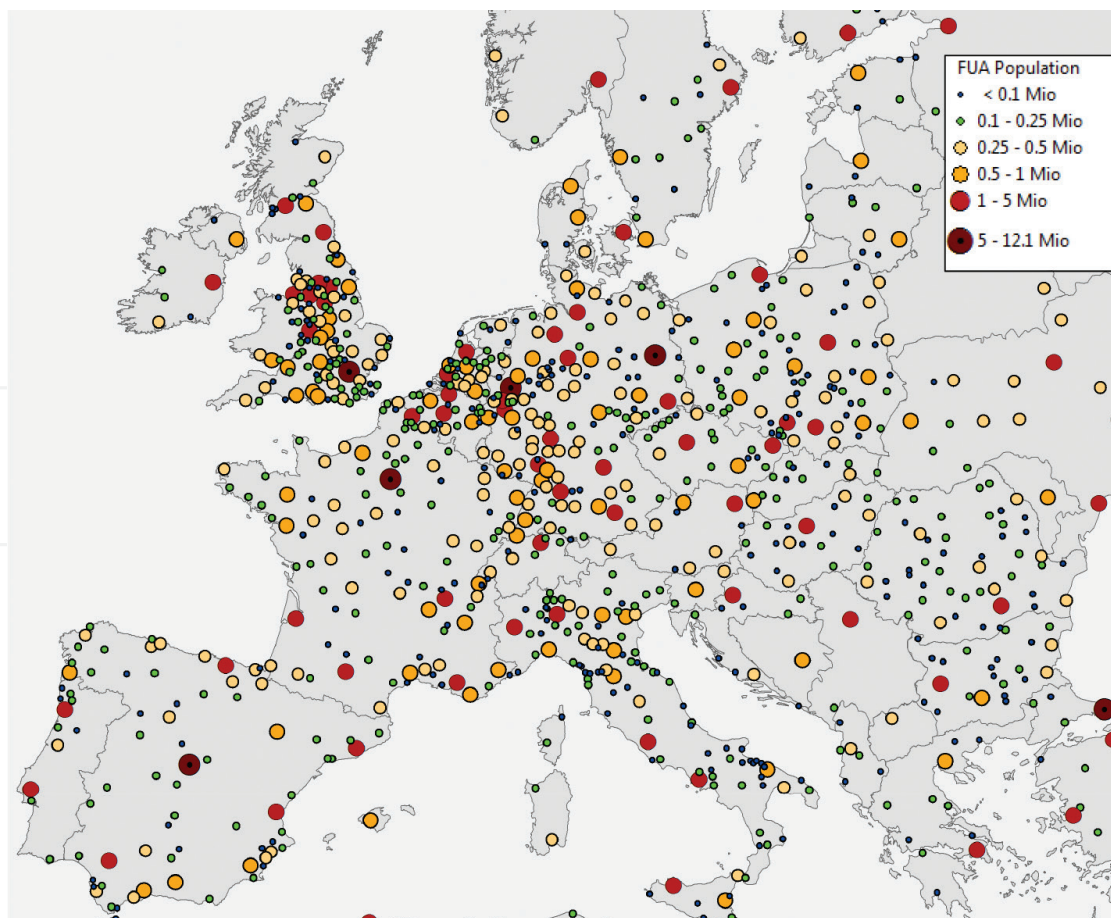 FUA Population
< 0.1 Mio
0.1 - 0.25 Mio
0.25 - 0.5 Mio
0.5 - 1 Mio
1 - 5 Mio
5 - 12.1 Mio